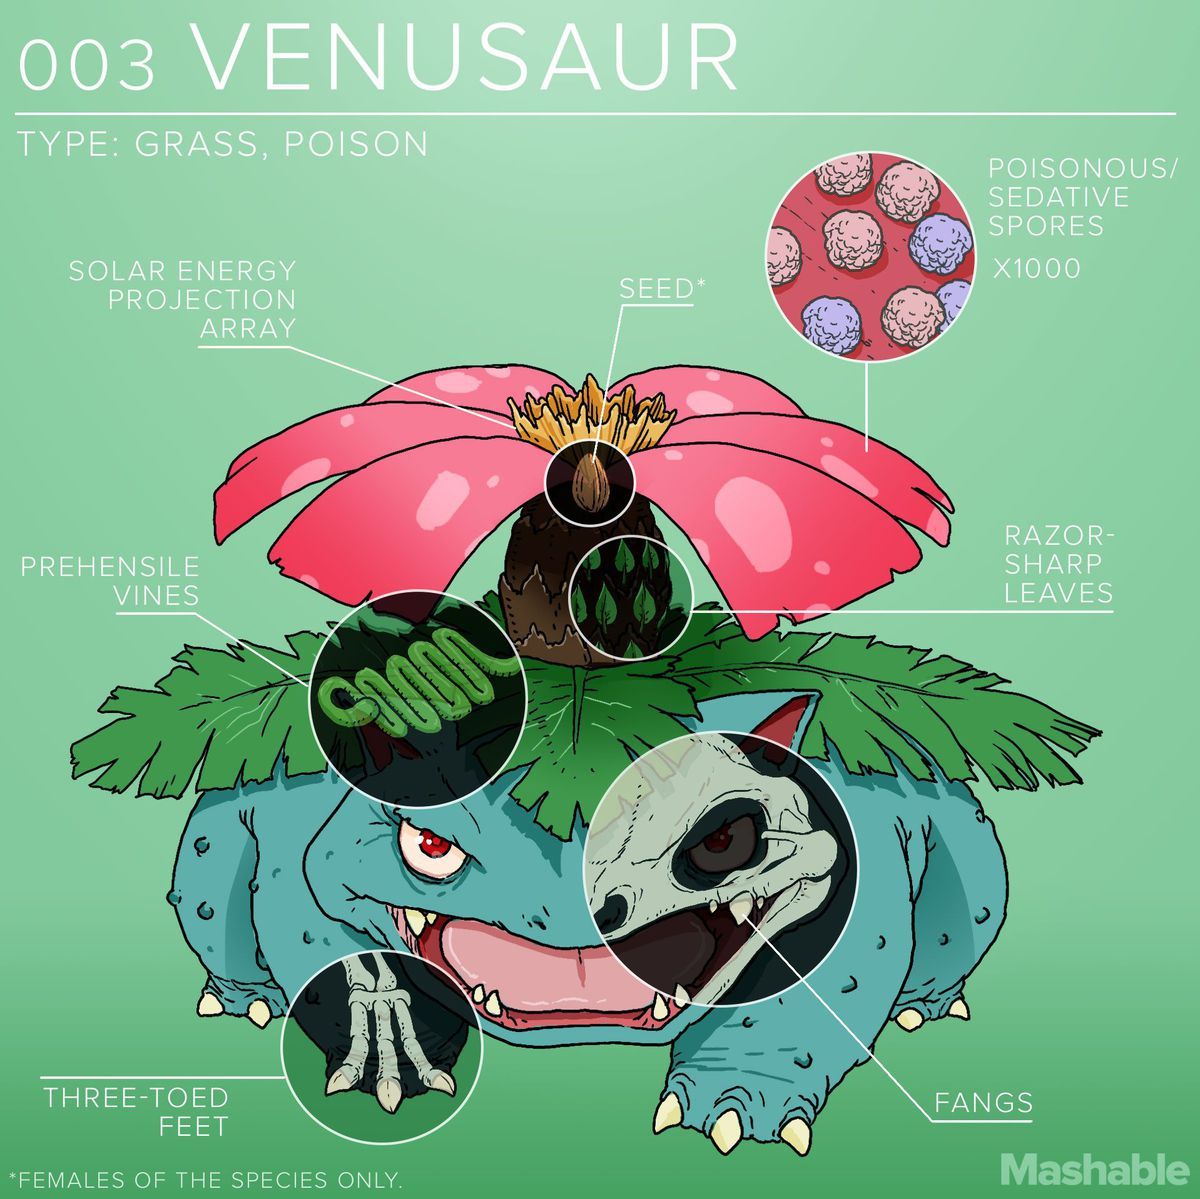 003 VENUSAUR
TYPE: GRASS, POISON
POISONOUS/
SEDATIVE
SPORES
X1000
SOLAR ENERGY
PROJECTION
ARRAY
SEED*
PREHENSILE
VINES
RAZOR-
SHARP
LEAVES
THREE-TOED
FEET
FANGS
*FEMALES OF THE SPECIES ONLY.
Mashable